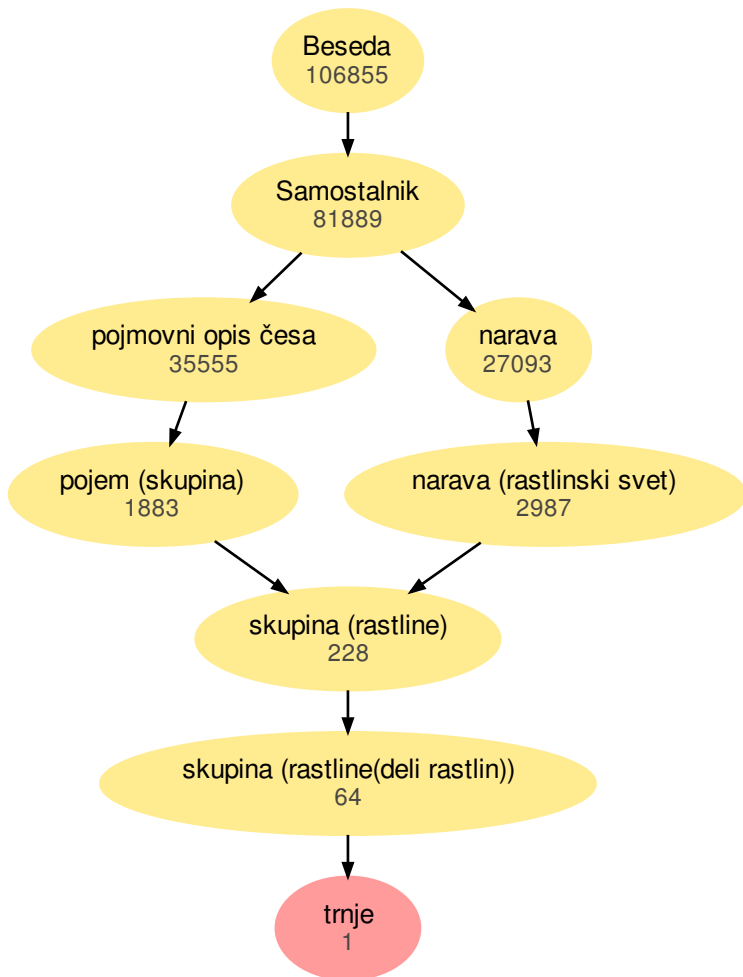 Beseda
106855
Samostalnik
81889
pojmovni opis česa
35555
narava
27093
pojem (skupina)
1883
narava (rastlinski svet)
2987
skupina (rastline)
228
skupina (rastline(deli rastlin))
64
trnje
1